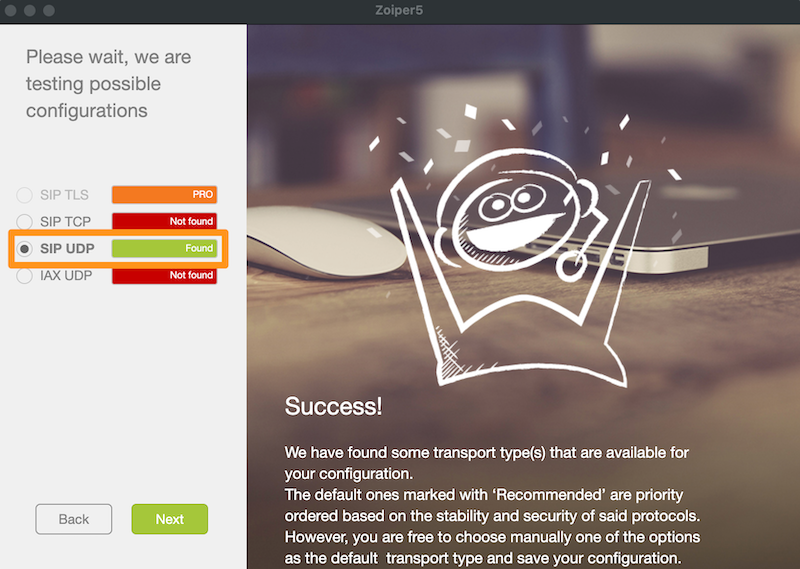 Zoiper5
Please wait, we are
testing possible
configurations
SIP TLS PRO
SIP TCP Not found
SIP UDP Found
IAX UDP Not found
Back Next
Success!
We have found some transport type(s) that are available for
your configuration.
The default ones marked with ‘Recommended’ are priority
ordered based on the stability and security of said protocols.
However, you are free to choose manually one of the options
as the default  transport type and save your configuration.